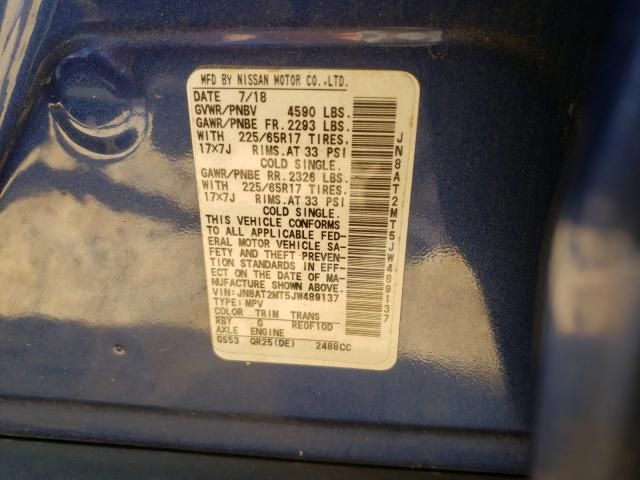 MFD BY NISSAN MOTOR CO.,LTD.
DATE 7/18
GVWR/PNBV 4590 LBS.
GAWR/PNBE FR. 2293 LBS.
WITH 225/65R17 TIRES.
17X7J RIMS.AT 33 PSI
COLD SINGLE.
GAWR/PNBE RR. 2326 LBS.
WITH 225/65R17 TIRES.
17X7J RIMS.AT 33 PSI
COLD SINGLE.
THIS VEHICLE CONFORMS
TO ALL APPLICABLE FED-
ERAL MOTOR VEHICLE SA-
FETY AND THEFT PREVENTION
STANDARDS IN EFF-
ECT ON THE DATE OF MA-
NUFACTURE SHOWN ABOVE.
VIN:JN8AT2MT5JW489137
TYPE: MPV
COLOR TRIM TRANS
RBY G RE0F10D
AXLE ENGINE
GS53 QR25(DE) 2488CC
JN8AT2MT5JW489137